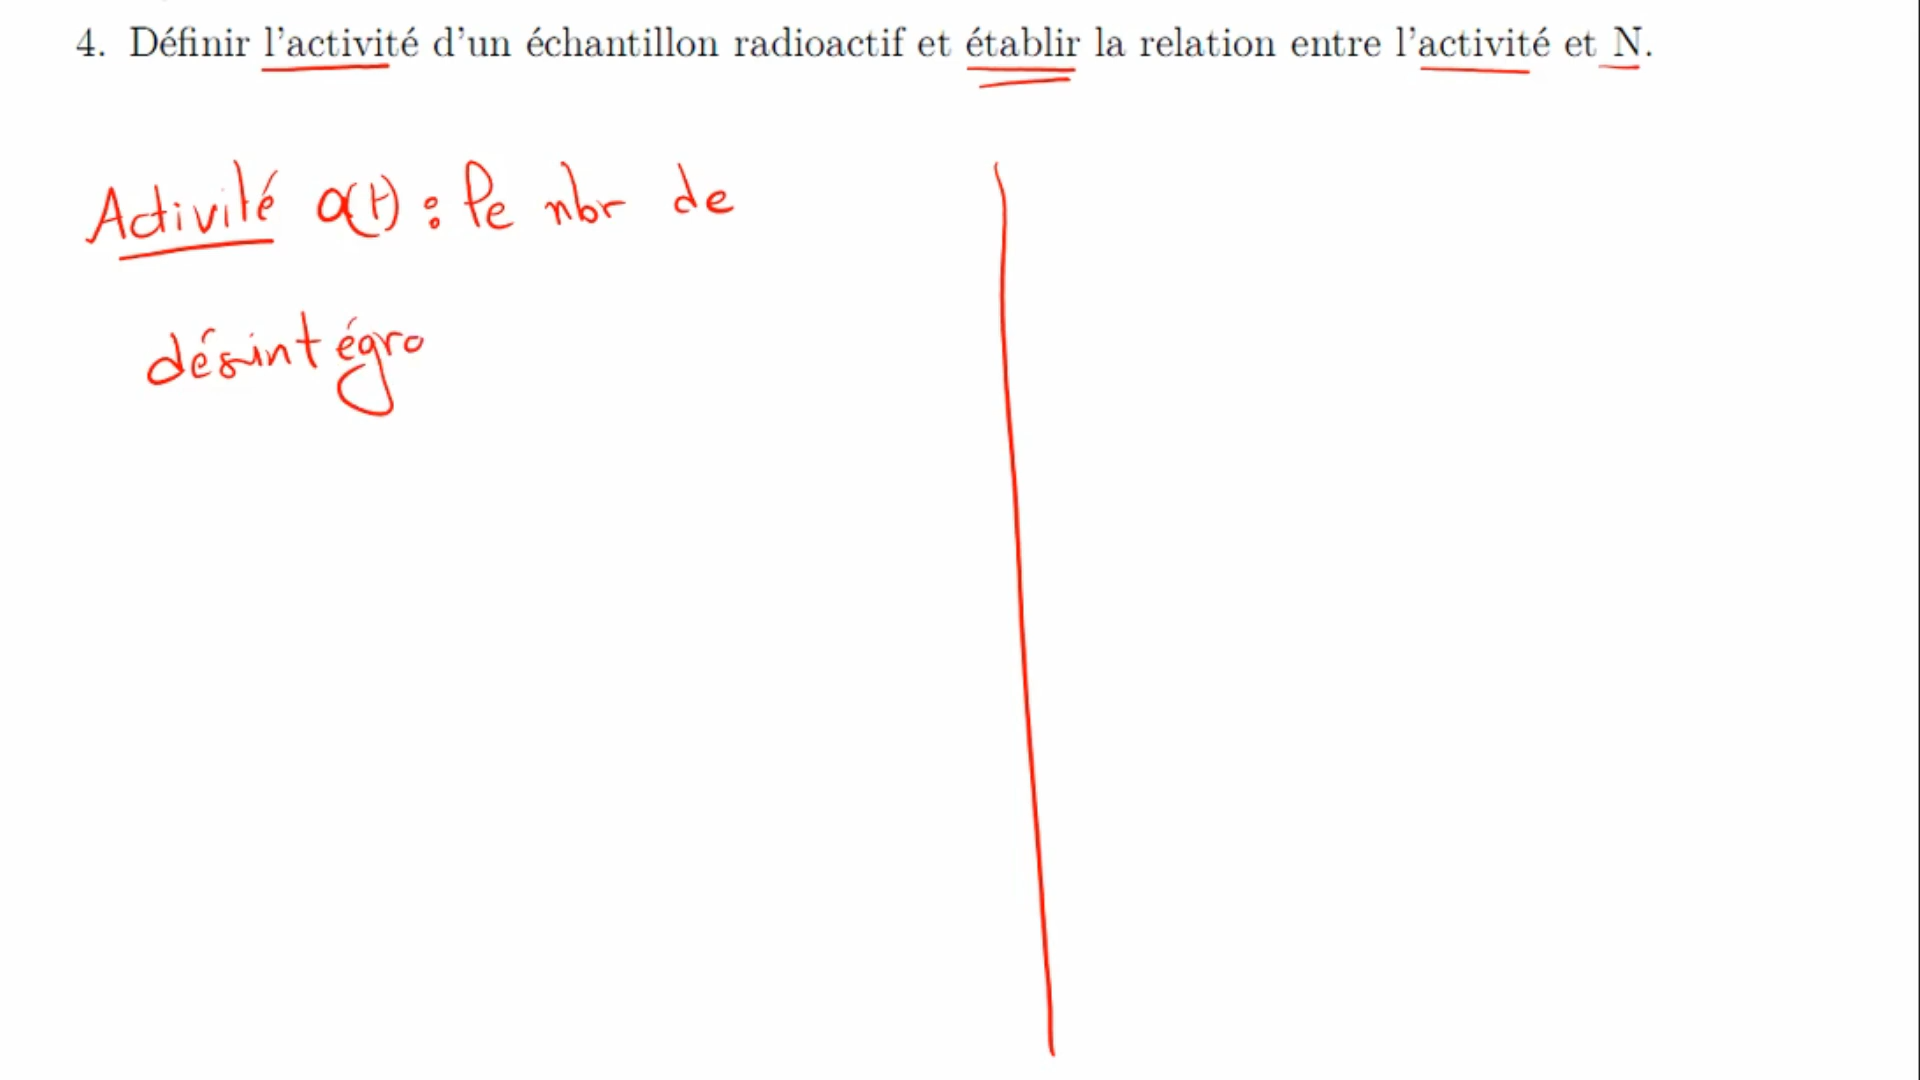 4. Définir l'activité d'un échantillon radioactif et établir la relation entre l'activité et N.
Activité a(t) : le nbr de
désintégra